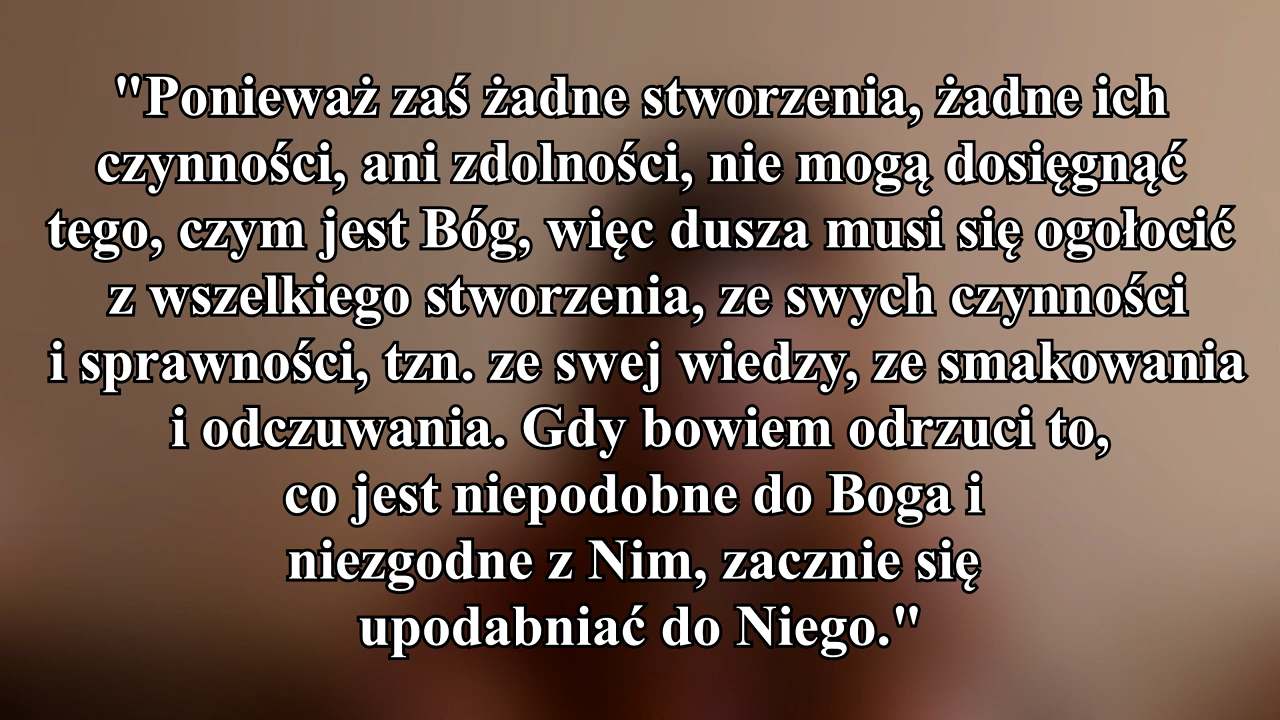 "Ponieważ zaś żadne stworzenia, żadne ich
czynności, ani zdolności, nie mogą dosięgnąć
tego, czym jest Bóg, więc dusza musi się ogołocić
z wszelkiego stworzenia, ze swych czynności
i sprawności, tzn. ze swej wiedzy, ze smakowania
i odczuwania. Gdy bowiem odrzuci to,
co jest niepodobne do Boga i
niezgodne z Nim, zacznie się
upodabniać do Niego."